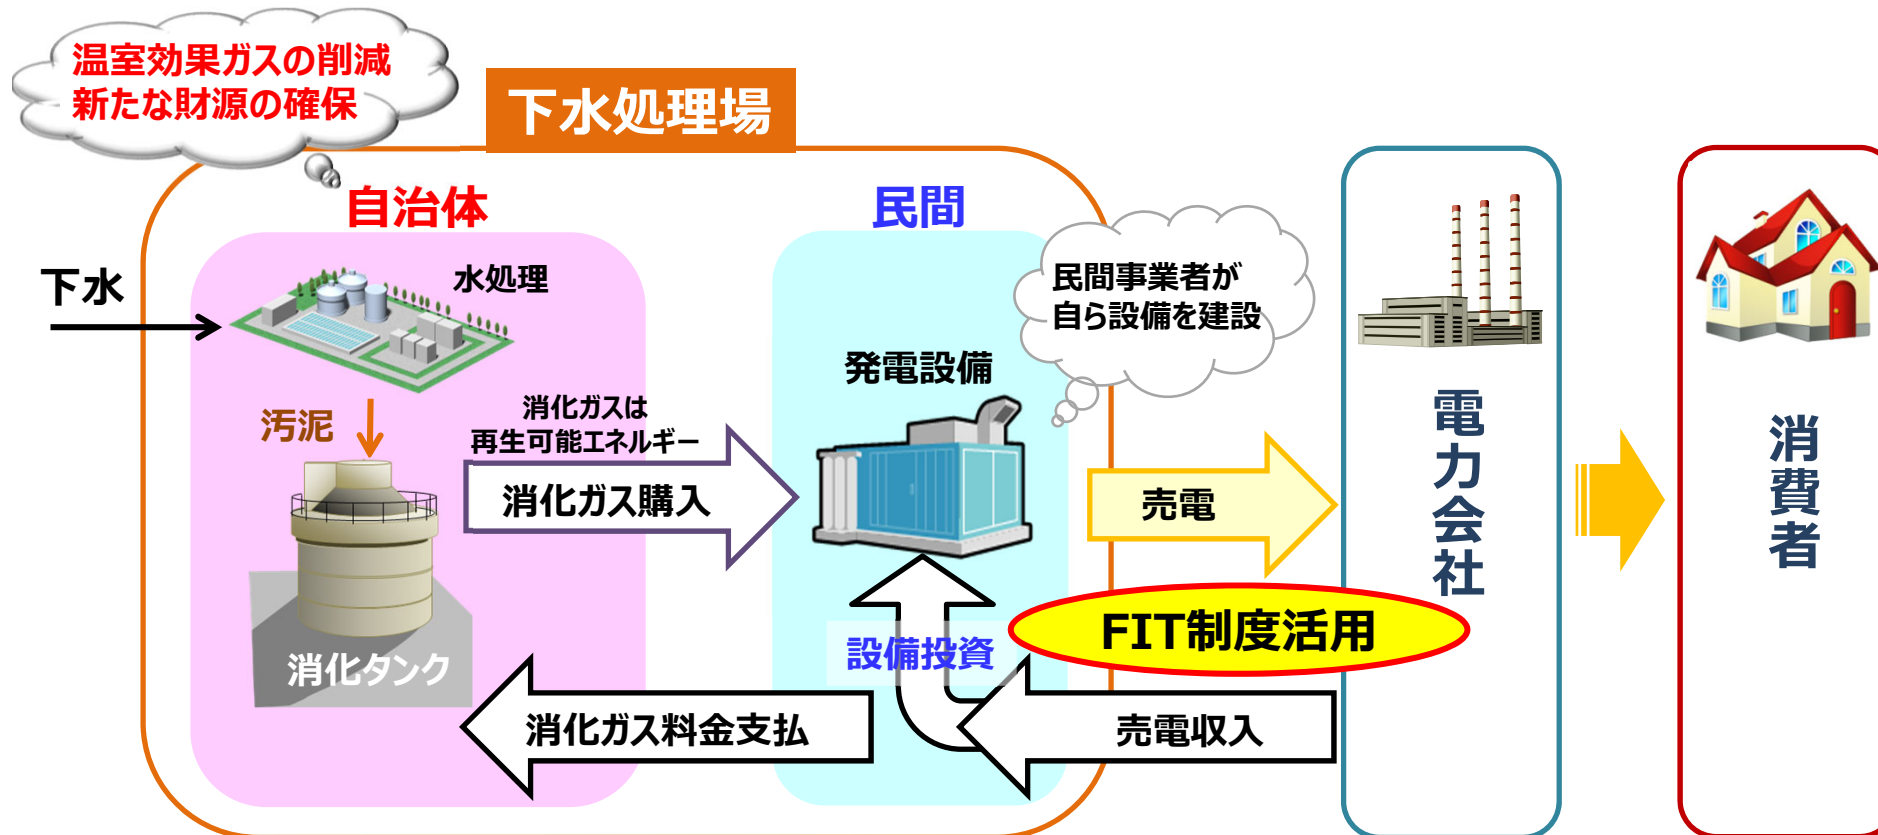 温室効果ガスの削減
新たな財源の確保
下水処理場
自治体
民間
下水
水処理
民間事業者が
自ら設備を建設
発電設備
汚泥
消化ガスは
再生可能エネルギー
消化ガス購入
売電
電力会社
消費者
FIT制度活用
設備投資
消化タンク
消化ガス料金支払
売電収入